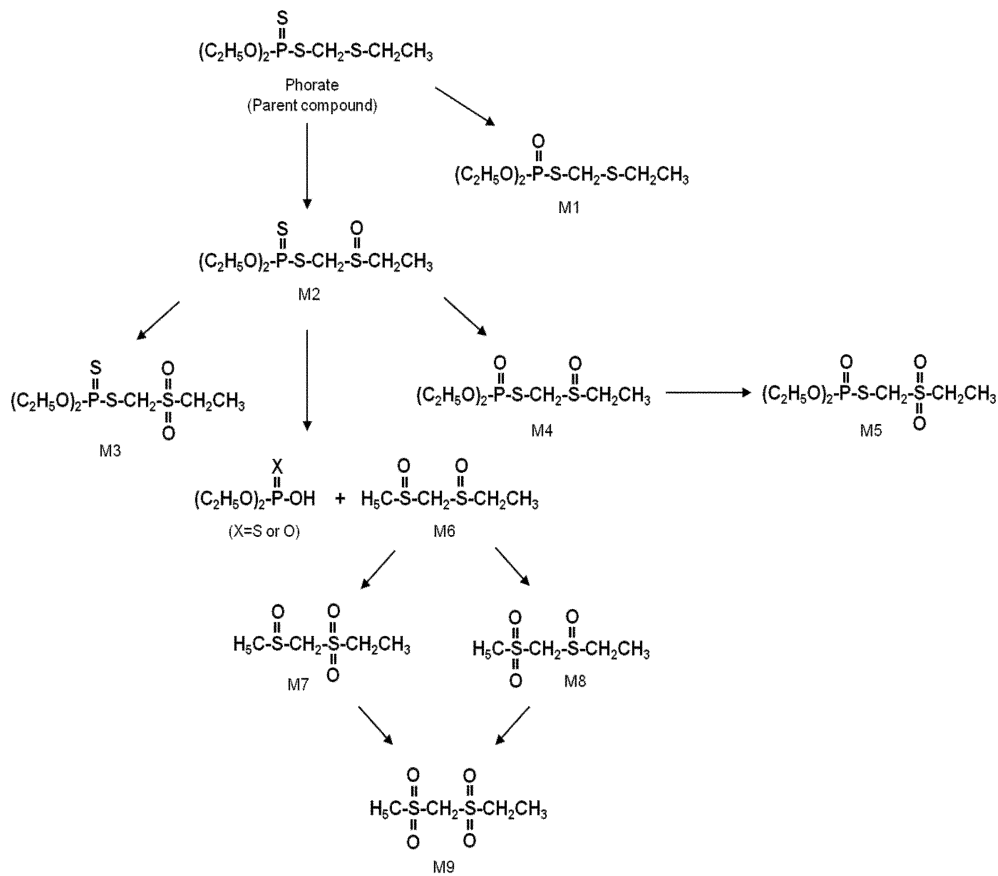 S
(C2H5O)2-P-S-CH2-S-CH2CH3
Phorate
(Parent compound)
O
(C2H5O)2-P-S-CH2-S-CH2CH3
M1
S O
(C2H5O)2-P-S-CH2-S-CH2CH3
M2
S O
(C2H5O)2-P-S-CH2-S-CH2CH3
O
M3
O O
(C2H5O)2-P-S-CH2-S-CH2CH3
M4
O O
(C2H5O)2-P-S-CH2-S-CH2CH3
O
M5
X
(C2H5O)2-P-OH
(X=S or O)
+
O O
H5C-S-CH2-S-CH2CH3
M6
O O
H5C-S-CH2-S-CH2CH3
O
M7
O O
H5C-S-CH2-S-CH2CH3
O
M8
O O
H5C-S-CH2-S-CH2CH3
O O
M9